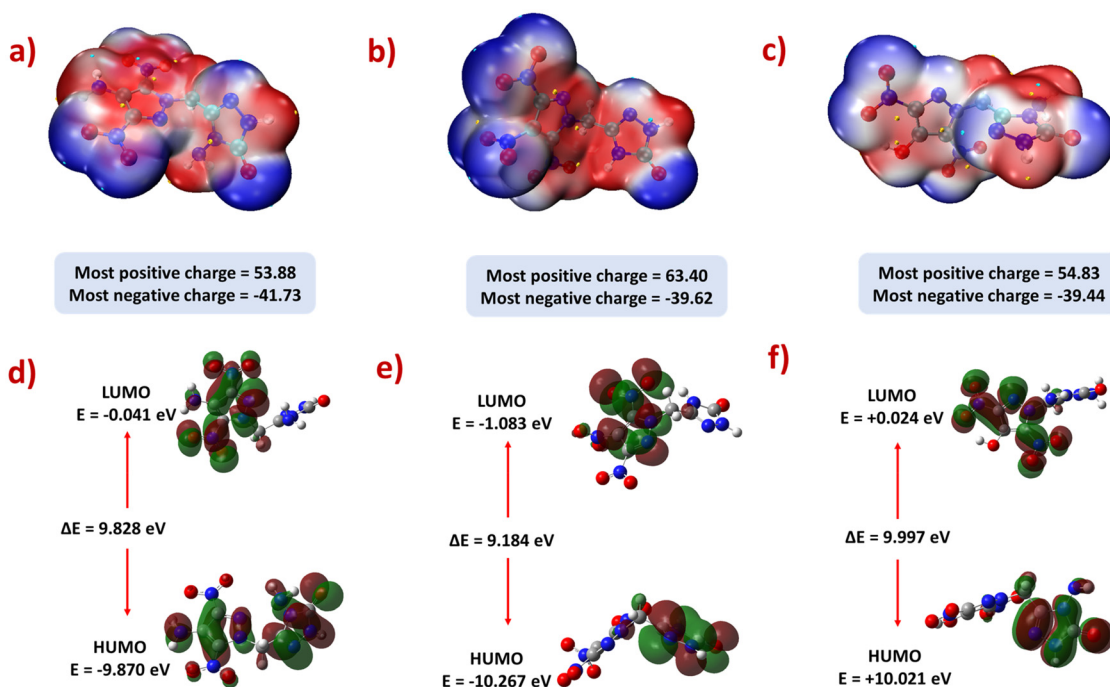 a)
b)
c)
Most positive charge = 53.88
Most negative charge = -41.73
Most positive charge = 63.40
Most negative charge = -39.62
Most positive charge = 54.83
Most negative charge = -39.44
d)
LUMO
E = -0.041 eV
ΔE = 9.828 eV
HUMO
E = -9.870 eV
e)
LUMO
E = -1.083 eV
ΔE = 9.184 eV
HUMO
E = -10.267 eV
f)
LUMO
E = +0.024 eV
ΔE = 9.997 eV
HUMO
E = +10.021 eV